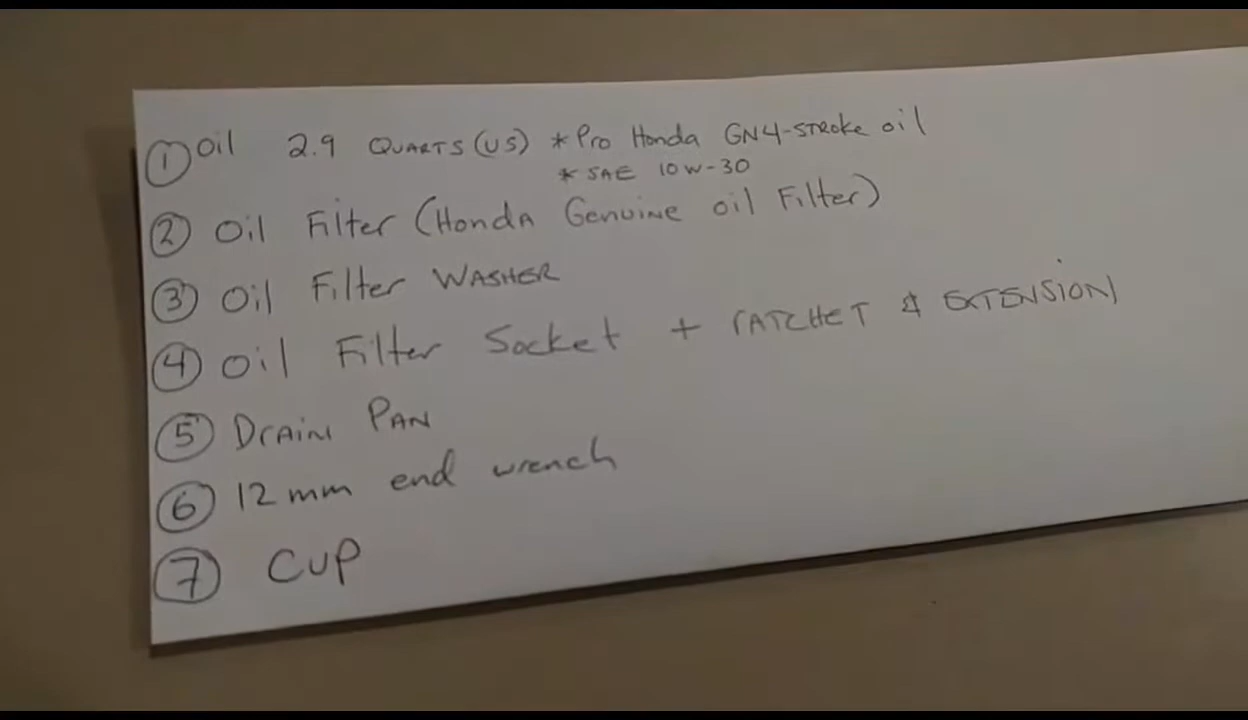 ① Oil 2.9 QUARTS (US) * Pro Honda GN4-STROKE oil
* SAE 10W-30
② Oil Filter (Honda Genuine oil Filter)
③ Oil Filter WASHER
④ Oil Filter Socket + RATCHET & EXTENSION
⑤ Drain PAN
⑥ 12mm end wrench
⑦ CUP